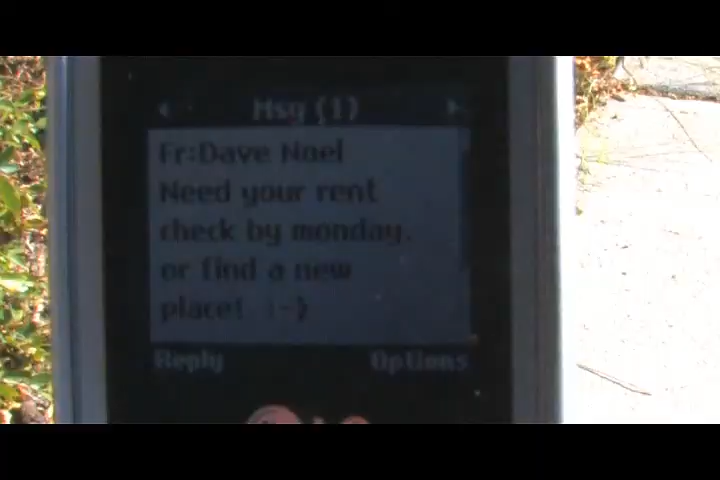 Msg (1)
Fr:Dave Noel
Need your rent
check by monday.
or find a new
place!. :-)
Reply Options